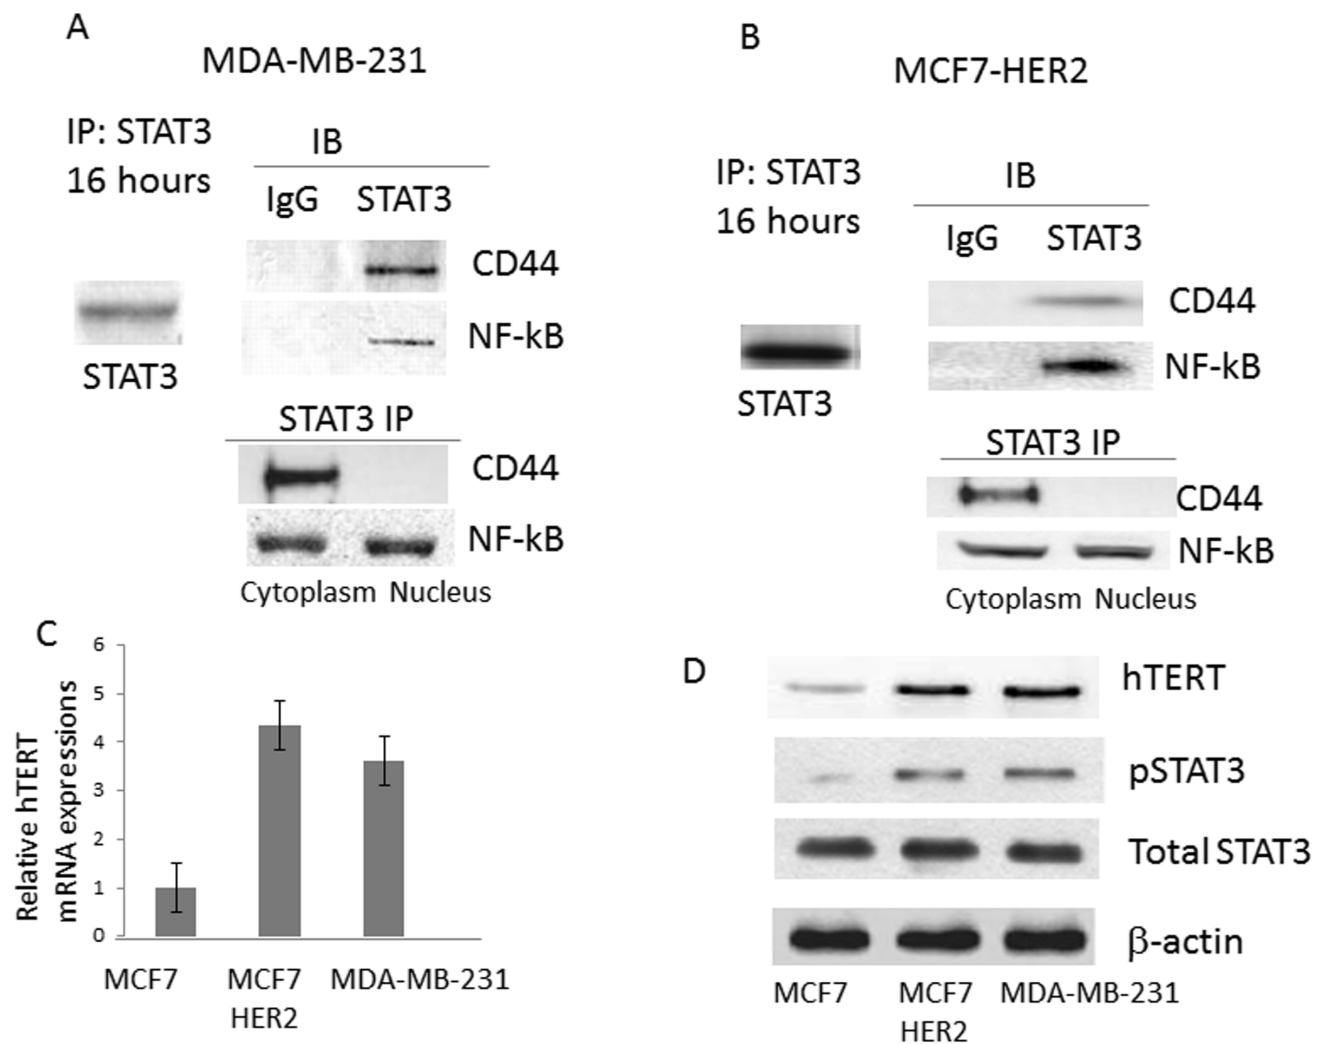 A
MDA-MB-231
IP: STAT3
16 hours
IB
IgG STAT3
CD44
NF-kB
STAT3
STAT3 IP
CD44
NF-kB
Cytoplasm Nucleus
B
MCF7-HER2
IP: STAT3
16 hours
IB
IgG STAT3
CD44
NF-kB
STAT3
STAT3 IP
CD44
NF-kB
Cytoplasm Nucleus
C
Relative hTERT
mRNA expressions
6
5
4
3
2
1
0
MCF7 MCF7 MDA-MB-231
HER2
D
hTERT
pSTAT3
Total STAT3
β-actin
MCF7 MCF7 MDA-MB-231
HER2